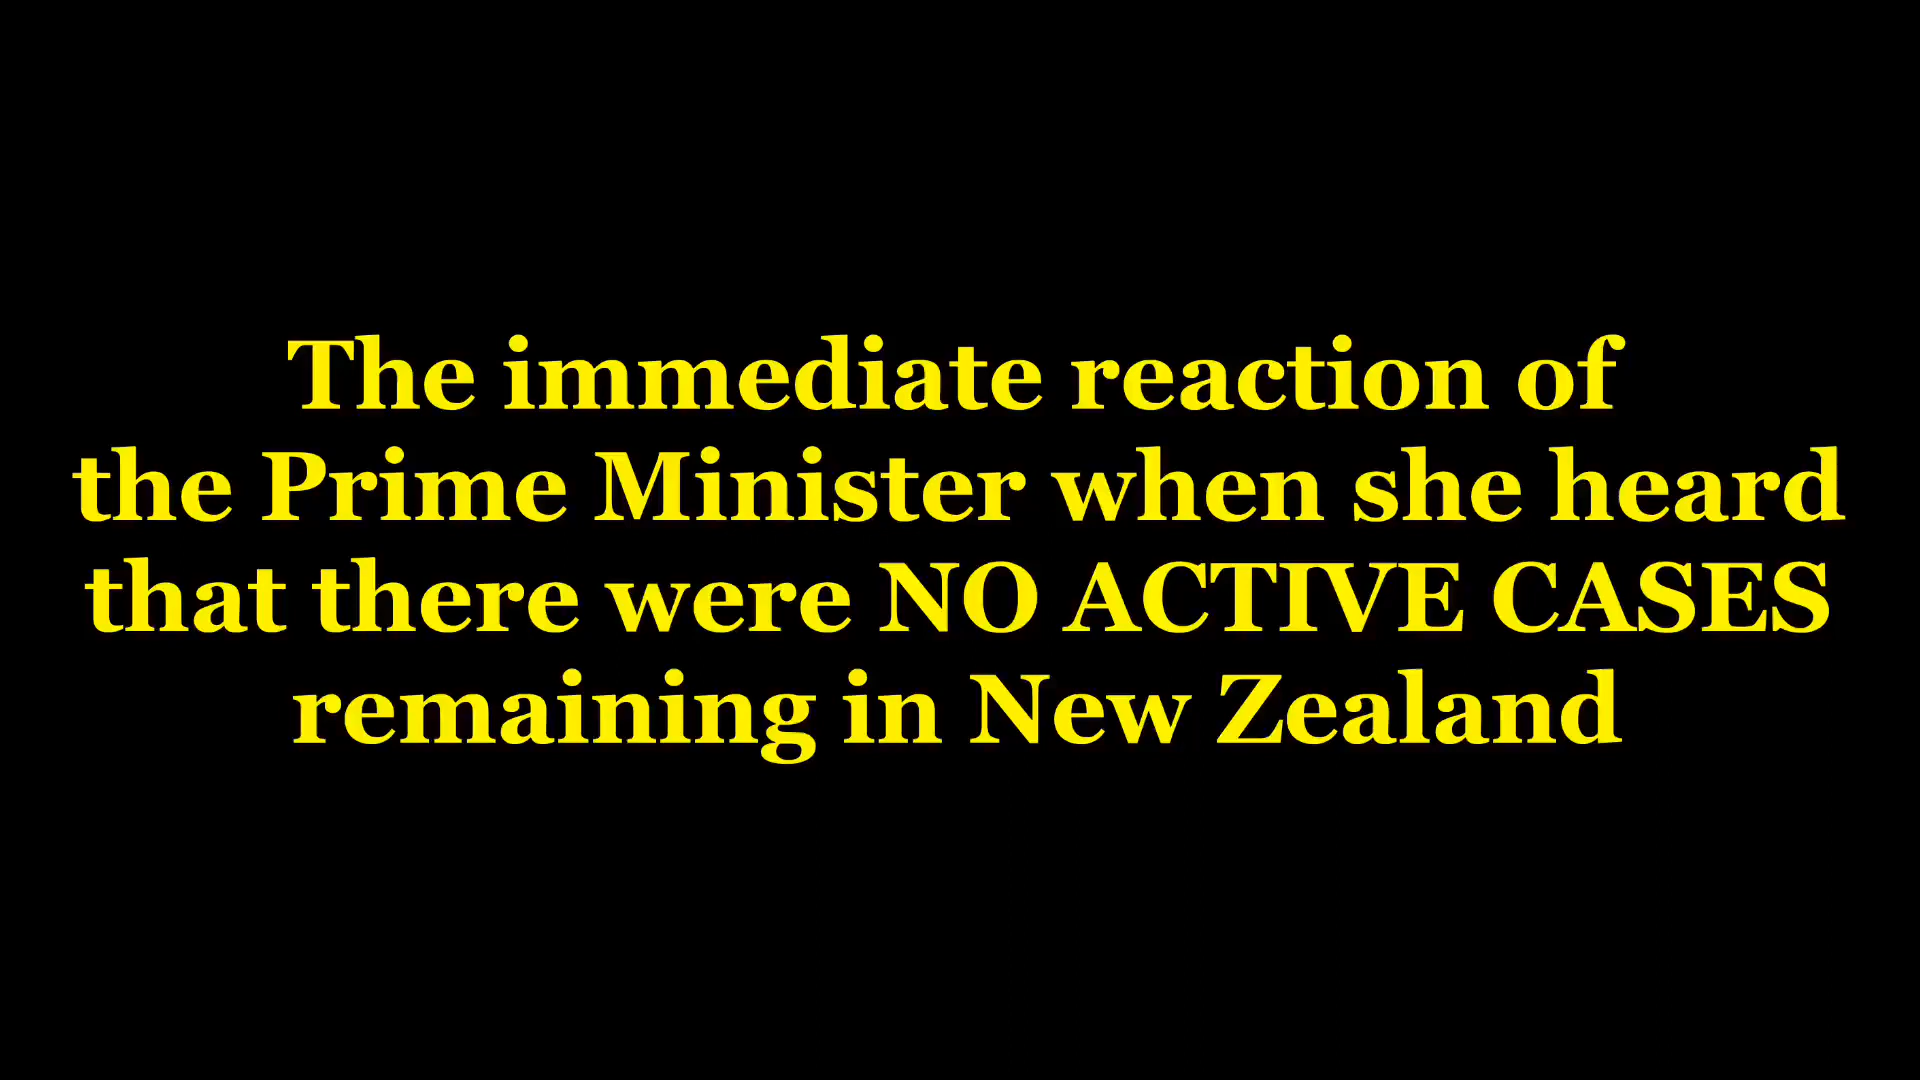 The immediate reaction of
the Prime Minister when she heard
that there were NO ACTIVE CASES
remaining in New Zealand